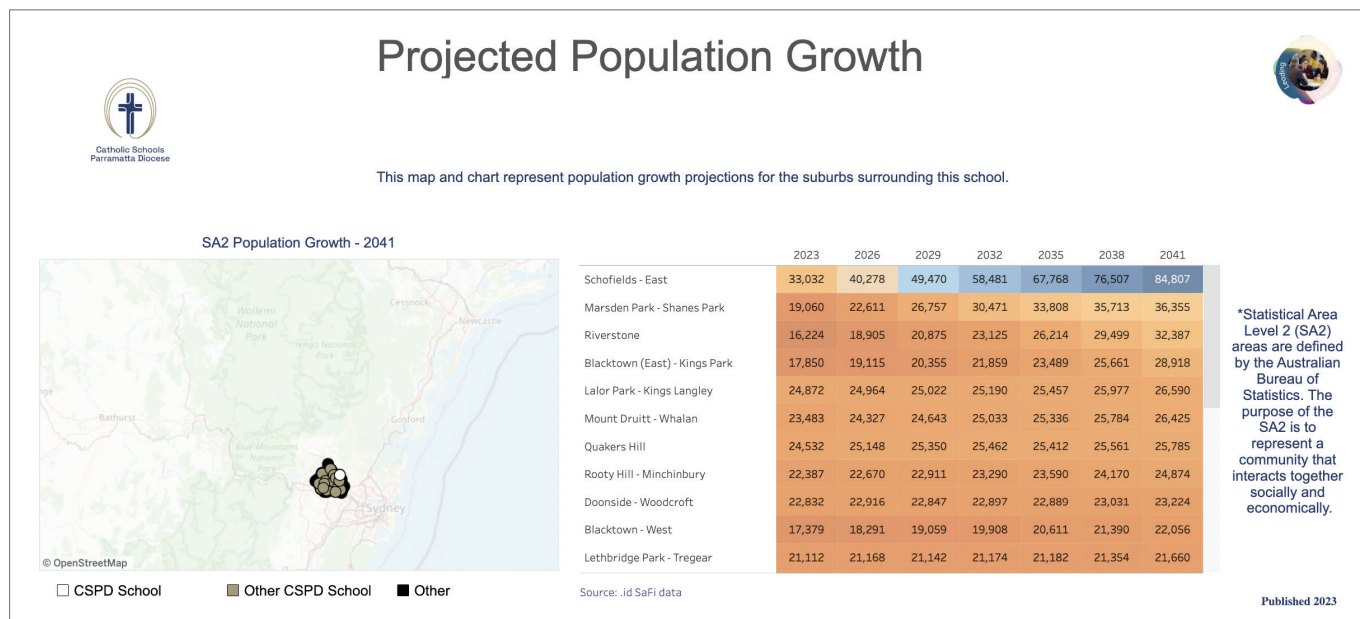 Projected Population Growth
Leading
Catholic Schools
Parramatta Diocese
This map and chart represent population growth projections for the suburbs surrounding this school.
SA2 Population Growth - 2041
Wollemi
National
Park
Yengo National
Park
Cessnock
Newcastle
Bathurst
Gosford
Blue Mountains
National
Park
Sydney
© OpenStreetMap
CSPD School Other CSPD School Other
2023 2026 2029 2032 2035 2038 2041
Schofields - East 33,032 40,278 49,470 58,481 67,768 76,507 84,807
Marsden Park - Shanes Park 19,060 22,611 26,757 30,471 33,808 35,713 36,355
Riverstone 16,224 18,905 20,875 23,125 26,214 29,499 32,387
Blacktown (East) - Kings Park 17,850 19,115 20,355 21,859 23,489 25,661 28,918
Lalor Park - Kings Langley 24,872 24,964 25,022 25,190 25,457 25,977 26,590
Mount Druitt - Whalan 23,483 24,327 24,643 25,033 25,336 25,784 26,425
Quakers Hill 24,532 25,148 25,350 25,462 25,412 25,561 25,785
Rooty Hill - Minchinbury 22,387 22,670 22,911 23,290 23,590 24,170 24,874
Doonside - Woodcroft 22,832 22,916 22,847 22,897 22,889 23,031 23,224
Blacktown - West 17,379 18,291 19,059 19,908 20,611 21,390 22,056
Lethbridge Park - Tregear 21,112 21,168 21,142 21,174 21,182 21,354 21,660
Source: .id SaFi data
*Statistical Area
Level 2 (SA2)
areas are defined
by the Australian
Bureau of
Statistics. The
purpose of the
SA2 is to
represent a
community that
interacts together
socially and
economically.
Published 2023